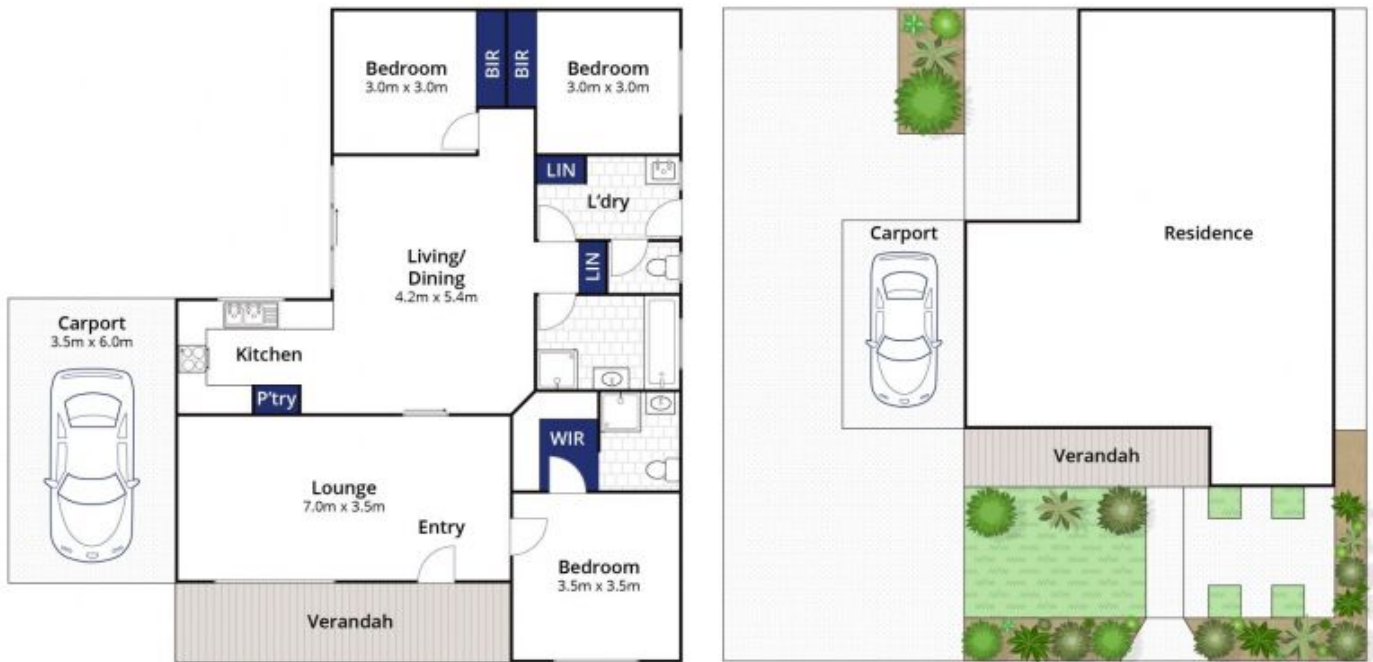 Bedroom
3.0m x 3.0m
BIR
BIR
Bedroom
3.0m x 3.0m
LIN
L'dry
LIN
Living/
Dining
4.2m x 5.4m
Carport
3.5m x 6.0m
Kitchen
P'try
WIR
Lounge
7.0m x 3.5m
Entry
Bedroom
3.5m x 3.5m
Verandah
Carport
Residence
Verandah